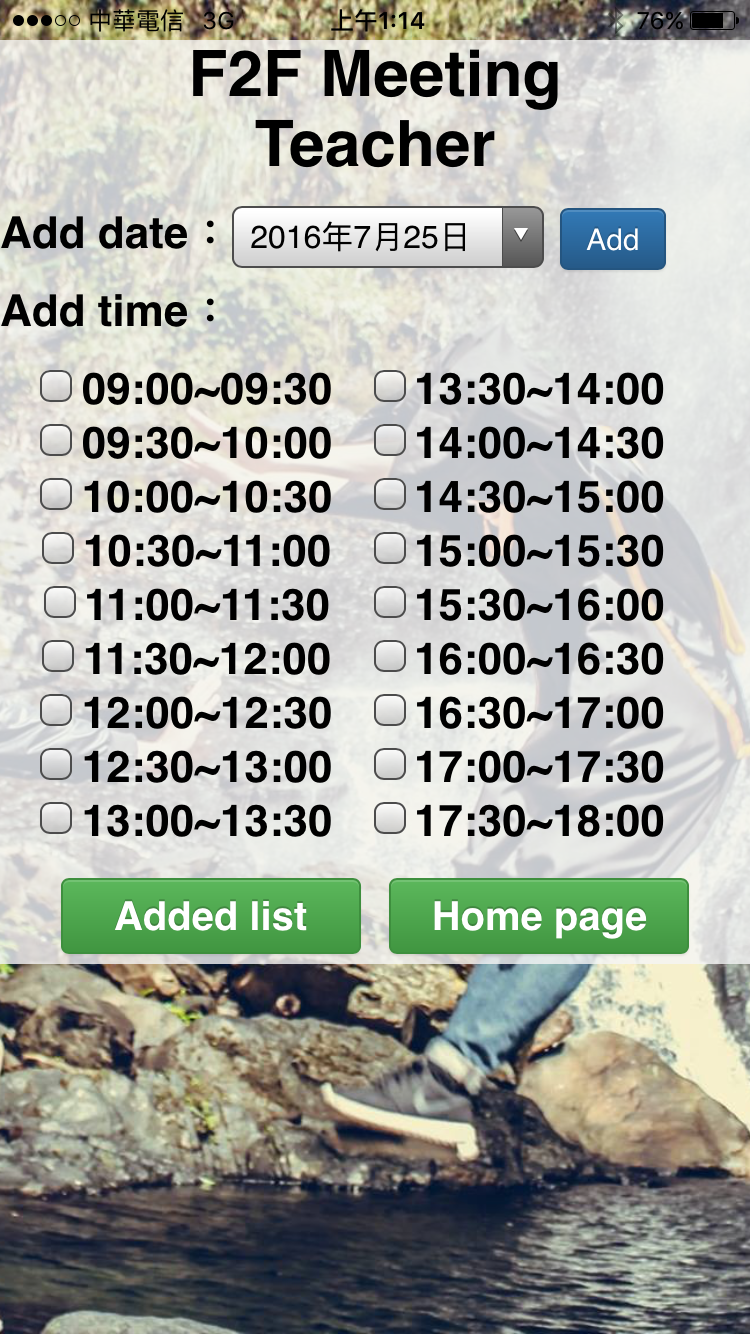 中華電信 3G 上午1:14 76%
F2F Meeting
Teacher
Add date： 2016年7月25日 Add
Add time：
09:00~09:30 13:30~14:00
09:30~10:00 14:00~14:30
10:00~10:30 14:30~15:00
10:30~11:00 15:00~15:30
11:00~11:30 15:30~16:00
11:30~12:00 16:00~16:30
12:00~12:30 16:30~17:00
12:30~13:00 17:00~17:30
13:00~13:30 17:30~18:00
Added list Home page